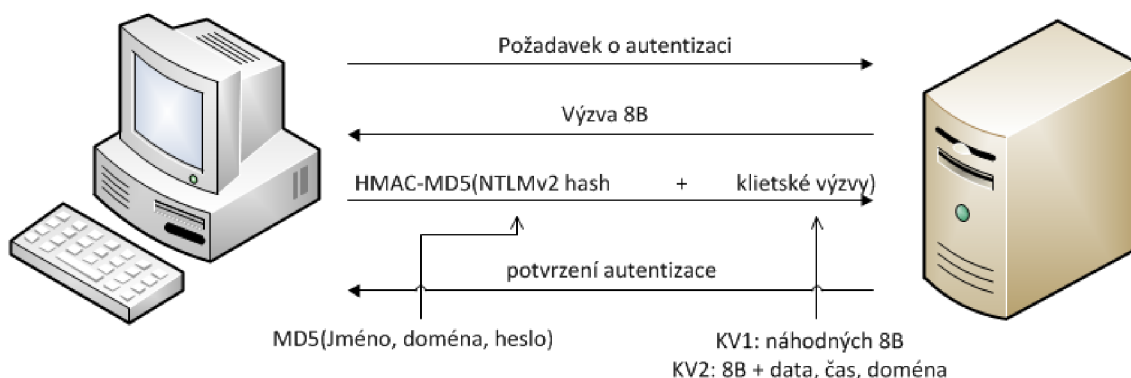 Požadavek o autentizaci
Výzva 8B
HMAC-MD5(NTLMv2 hash + klietské výzvy)
potvrzení autentizace
MD5(Jméno, doména, heslo)
KV1: náhodných 8B
KV2: 8B + data, čas, doména